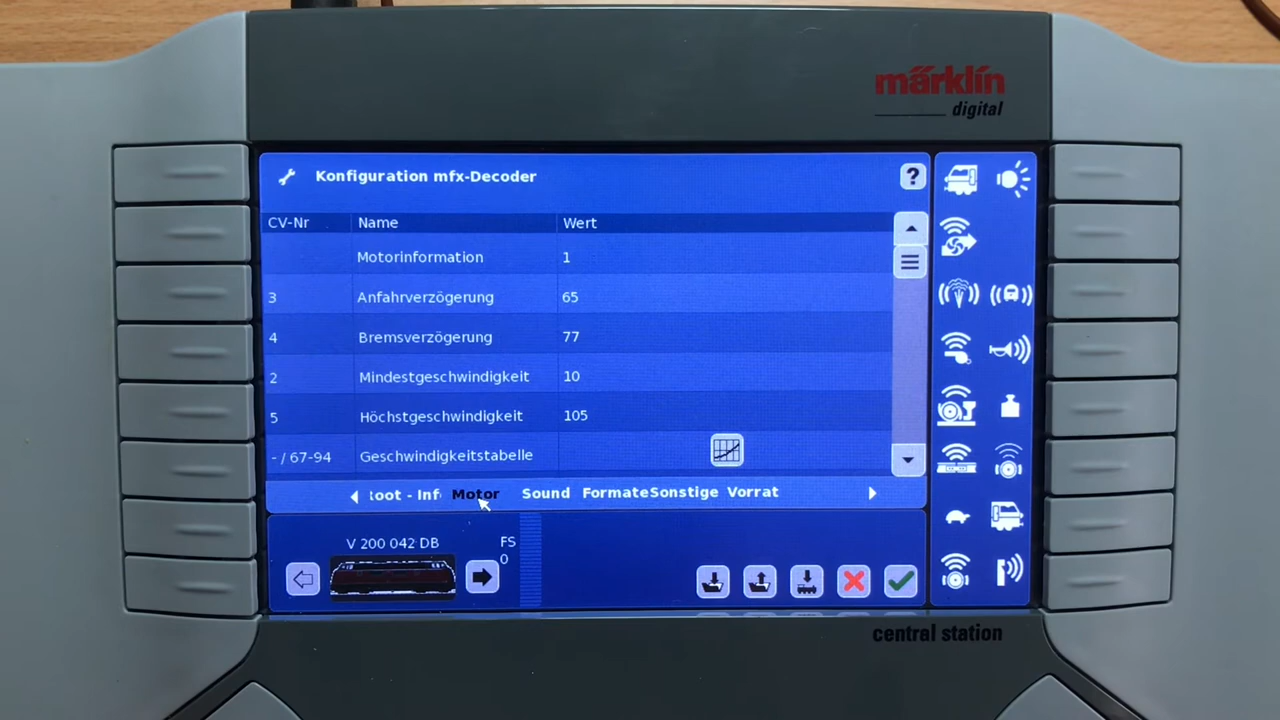 märklin
digital
Konfiguration mfx-Decoder
?
CV-Nr Name Wert
Motorinformation 1
3 Anfahrverzögerung 65
4 Bremsverzögerung 77
2 Mindestgeschwindigkeit 10
5 Höchstgeschwindigkeit 105
- / 67-94 Geschwindigkeitstabelle
Motor Sound Formate Sonstige Vorrat
V 200 042 DB FS
0
central station